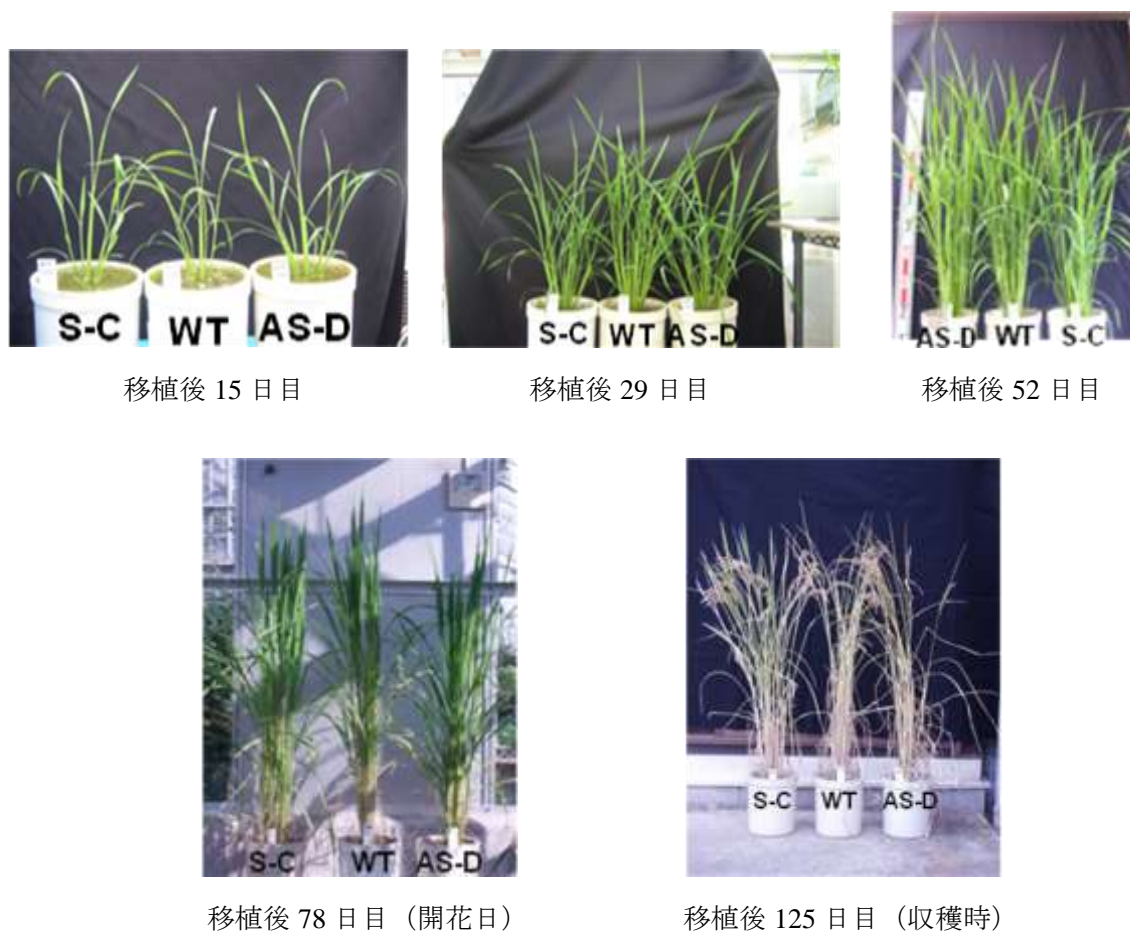 S-C WT AS-D
S-C WT AS-D
AS-D WT S-C
移植後 15 日目
移植後 29 日目
移植後 52 日目
S-C WT AS-D
S-C WT AS-D
移植後 78 日目（開花日）
移植後 125 日目（収穫時）